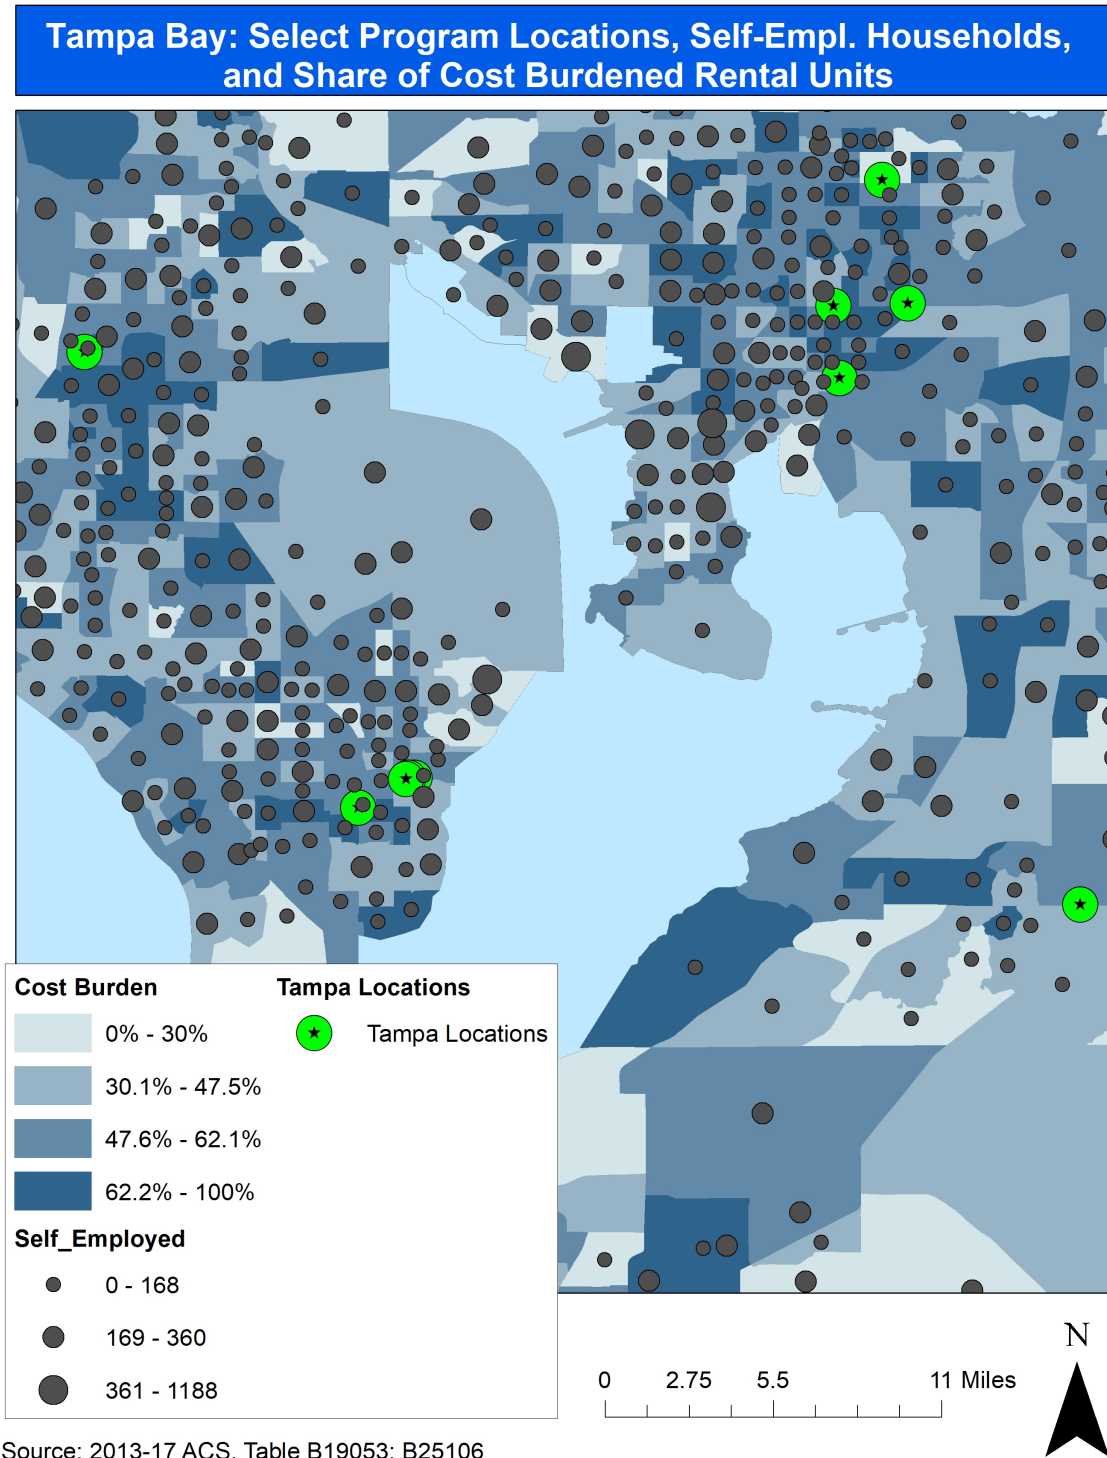 Tampa Bay: Select Program Locations, Self-Empl. Households,
and Share of Cost Burdened Rental Units
Cost Burden
0% - 30%
30.1% - 47.5%
47.6% - 62.1%
62.2% - 100%
Self_Employed
0 - 168
169 - 360
361 - 1188
Tampa Locations
Tampa Locations
N
0 2.75 5.5 11 Miles
Source: 2013-17 ACS. Table B19053; B25106